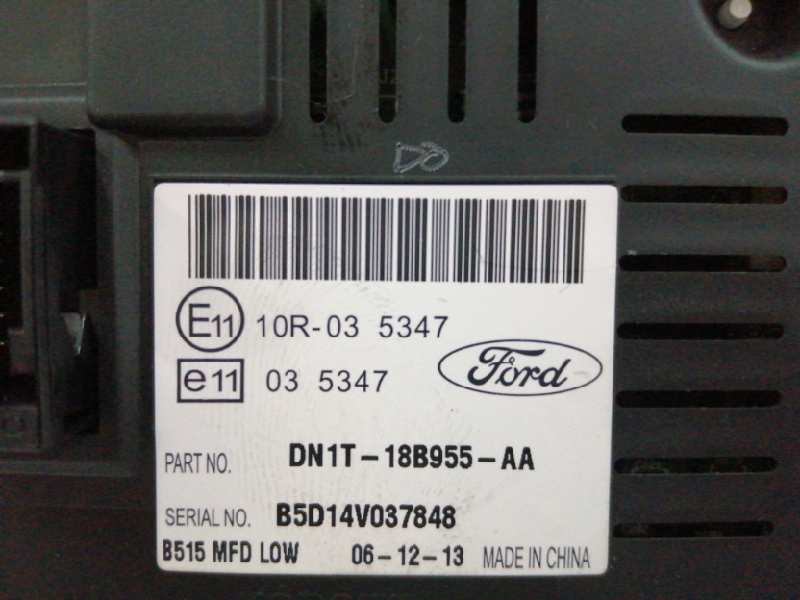 E11 10R-03 5347
e11 03 5347
Ford
PART NO. DN1T-18B955-AA
SERIAL NO. B5D14V037848
B515 MFD LOW 06-12-13 MADE IN CHINA